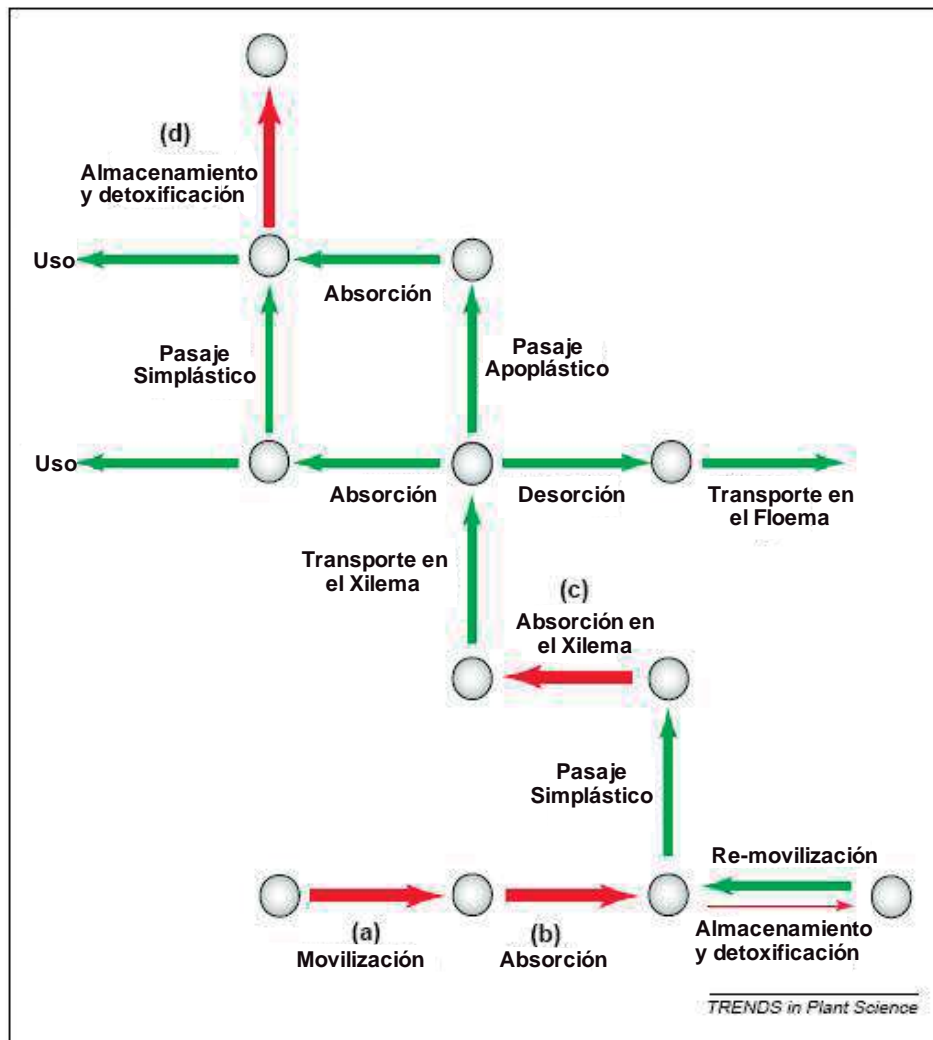 (d)
Almacenamiento
y detoxificación
Uso
Absorción
Pasaje
Simplástico
Pasaje
Apoplástico
Uso
Absorción
Desorción
Transporte en
el Floema
Transporte en
el Xilema
(c)
Absorción en
el Xilema
Pasaje
Simplástico
Re-movilización
Almacenamiento
y detoxificación
(a)
Movilización
(b)
Absorción
TRENDS in Plant Science